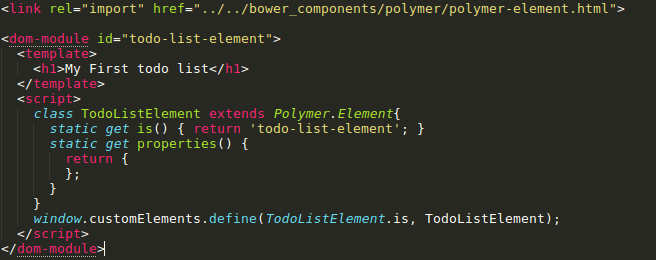 <link rel="import" href="../../bower_components/polymer/polymer-element.html">

<dom-module id="todo-list-element">
  <template>
    <h1>My First todo list</h1>
  </template>
  <script>
    class TodoListElement extends Polymer.Element{
      static get is() { return 'todo-list-element'; }
      static get properties() {
        return {
        };
      }
    }
    window.customElements.define(TodoListElement.is, TodoListElement);
  </script>
</dom-module>